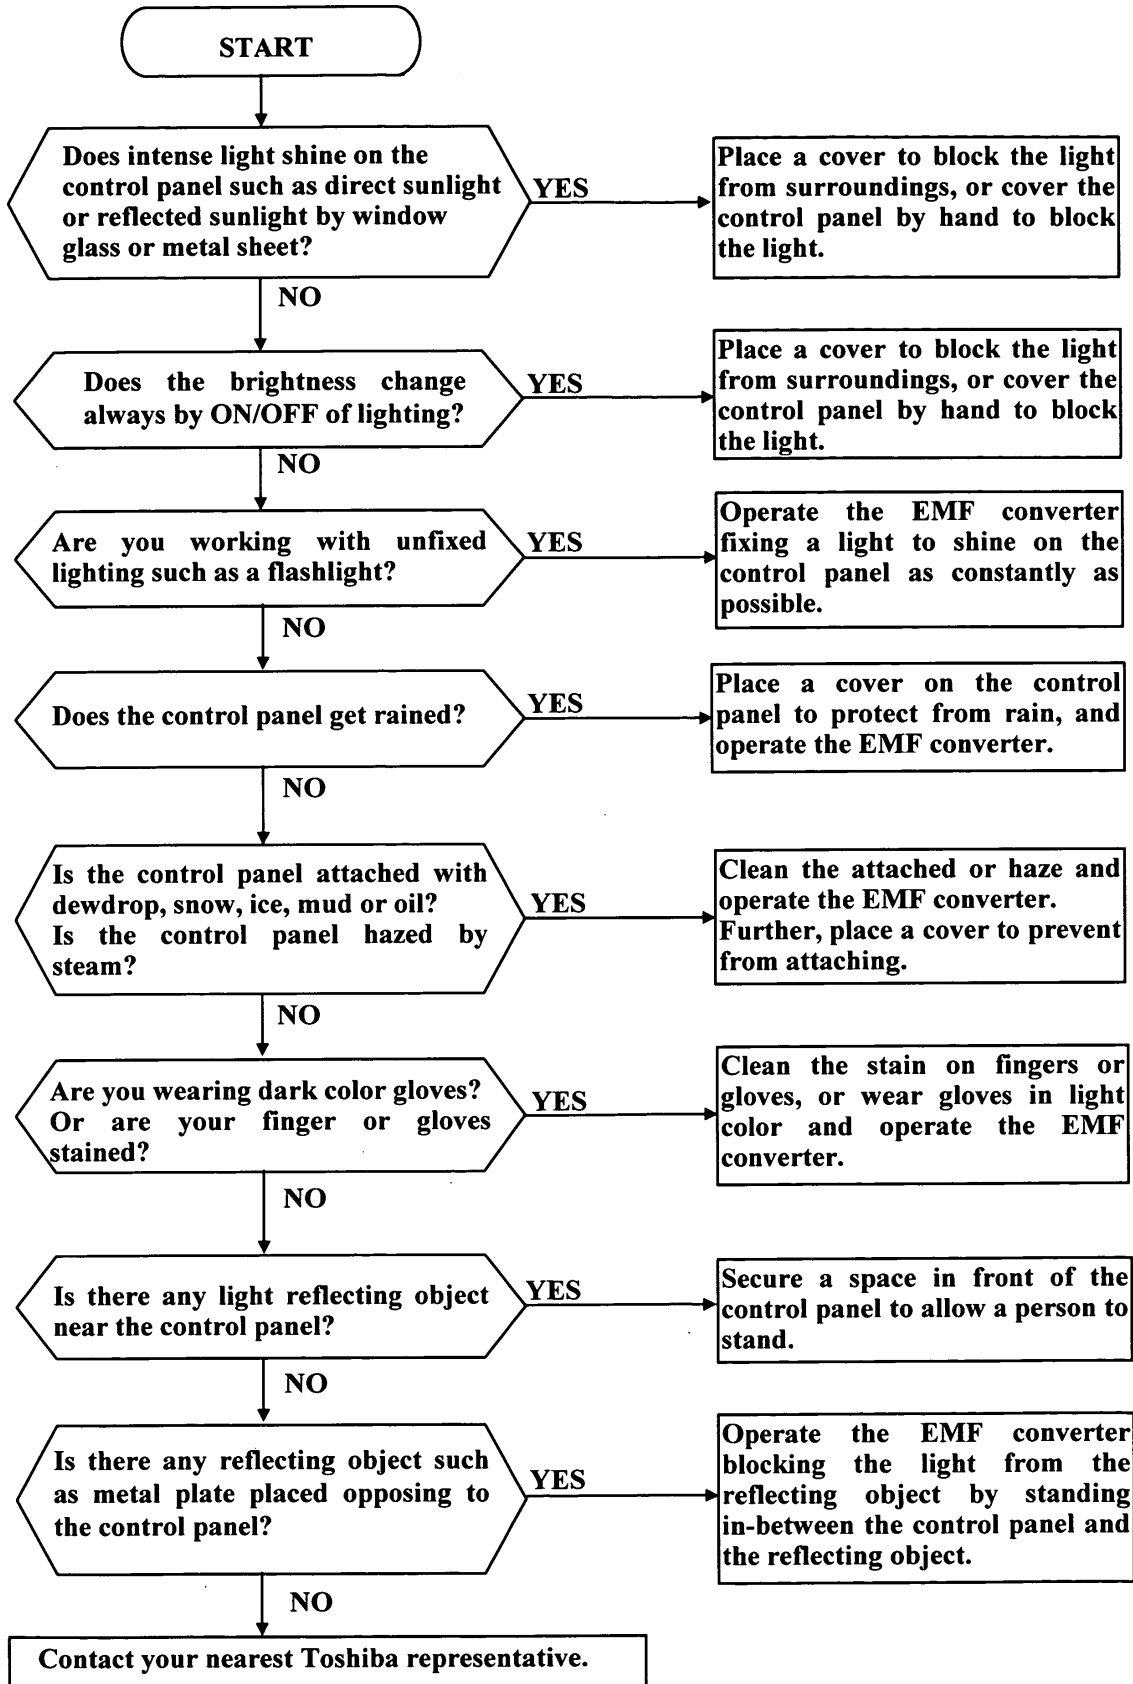 START
Does intense light shine on the
control panel such as direct sunlight
or reflected sunlight by window
glass or metal sheet?
YES
Place a cover to block the light
from surroundings, or cover the
control panel by hand to block
the light.
NO
Does the brightness change
always by ON/OFF of lighting?
YES
Place a cover to block the light
from surroundings, or cover the
control panel by hand to block
the light.
NO
Are you working with unfixed
lighting such as a flashlight?
YES
Operate the EMF converter
fixing a light to shine on the
control panel as constantly as
possible.
NO
Does the control panel get rained?
YES
Place a cover on the control
panel to protect from rain, and
operate the EMF converter.
NO
Is the control panel attached with
dewdrop, snow, ice, mud or oil?
Is the control panel hazed by
steam?
YES
Clean the attached or haze and
operate the EMF converter.
Further, place a cover to prevent
from attaching.
NO
Are you wearing dark color gloves?
Or are your finger or gloves
stained?
YES
Clean the stain on fingers or
gloves, or wear gloves in light
color and operate the EMF
converter.
NO
Is there any light reflecting object
near the control panel?
YES
Secure a space in front of the
control panel to allow a person to
stand.
NO
Is there any reflecting object such
as metal plate placed opposing to
the control panel?
YES
Operate the EMF converter
blocking the light from the
reflecting object by standing
in-between the control panel and
the reflecting object.
NO
Contact your nearest Toshiba representative.